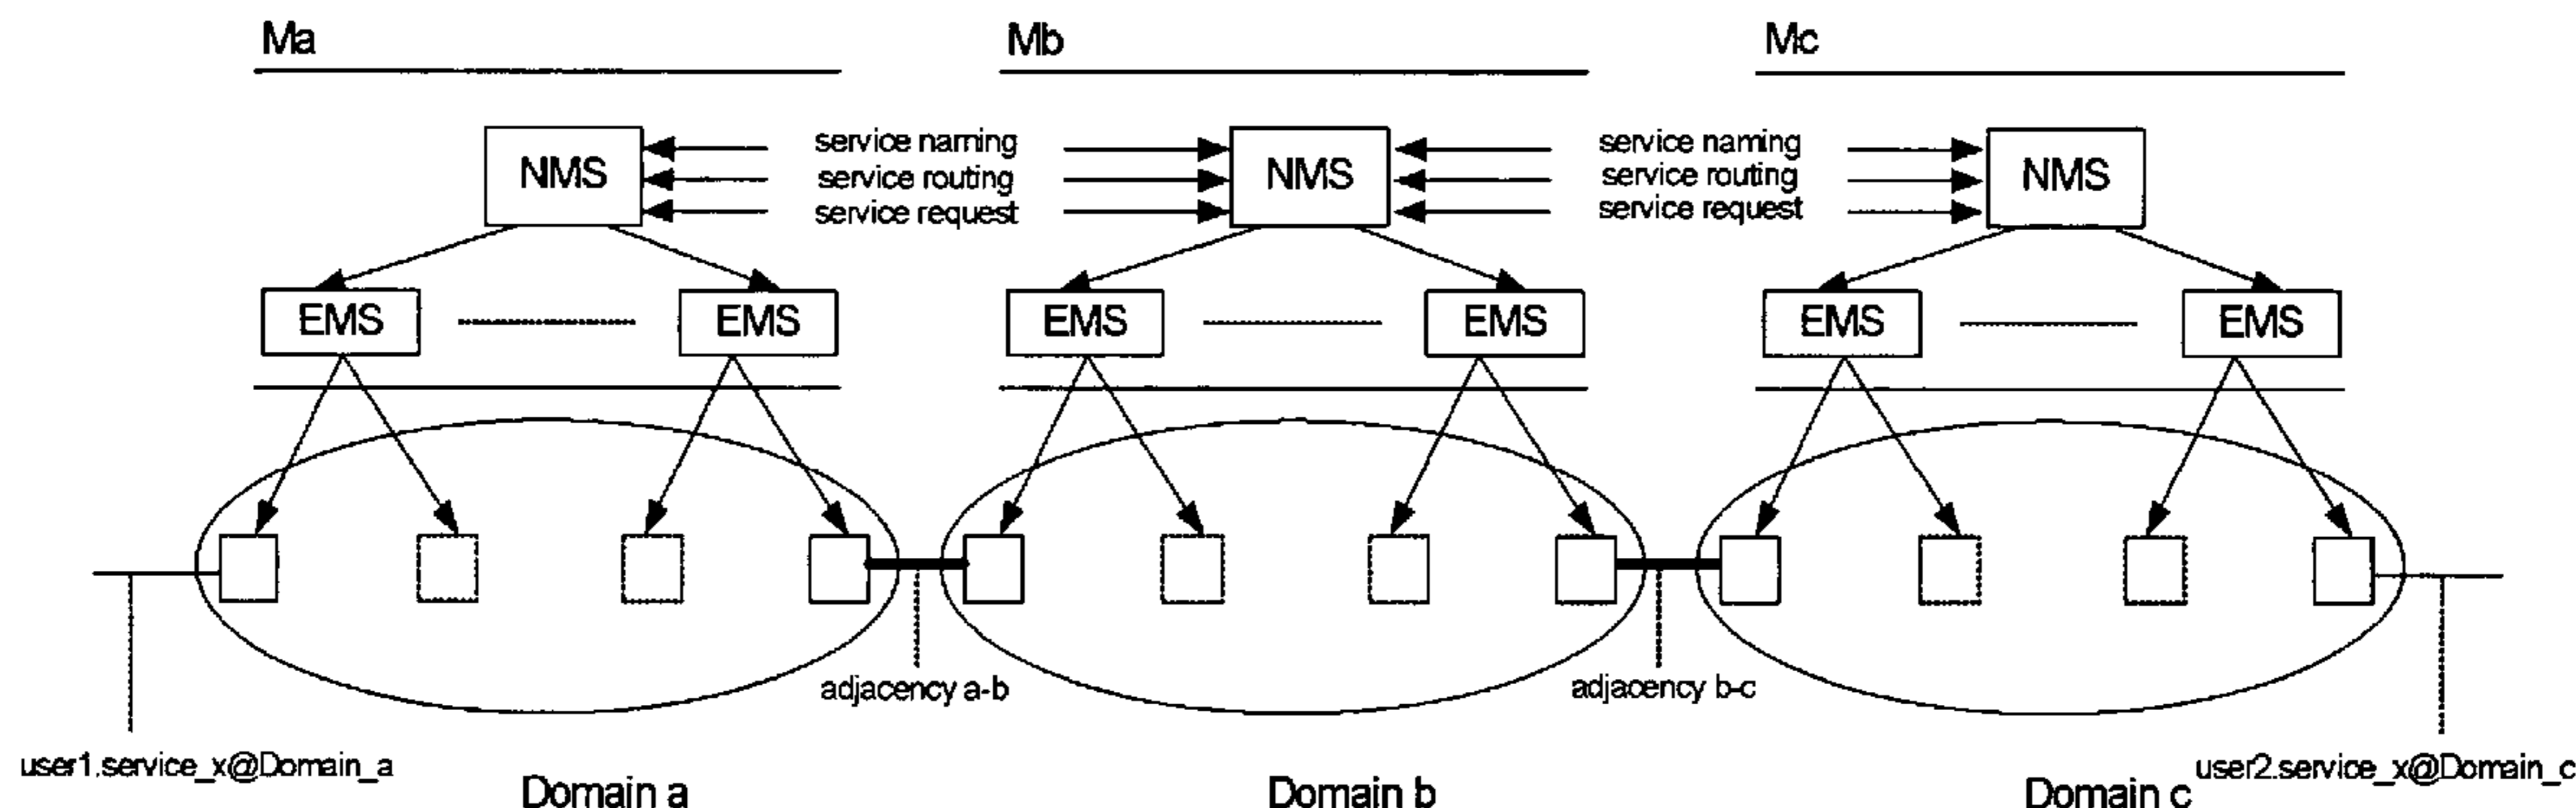 Ma
Mb
Mc
NMS
service naming
service routing
service request
NMS
service naming
service routing
service request
NMS
EMS
EMS
EMS
EMS
EMS
EMS
adjacency a-b
adjacency b-c
user1.service_x@Domain_a
Domain a
Domain b
Domain c
user2.service_x@Domain_c